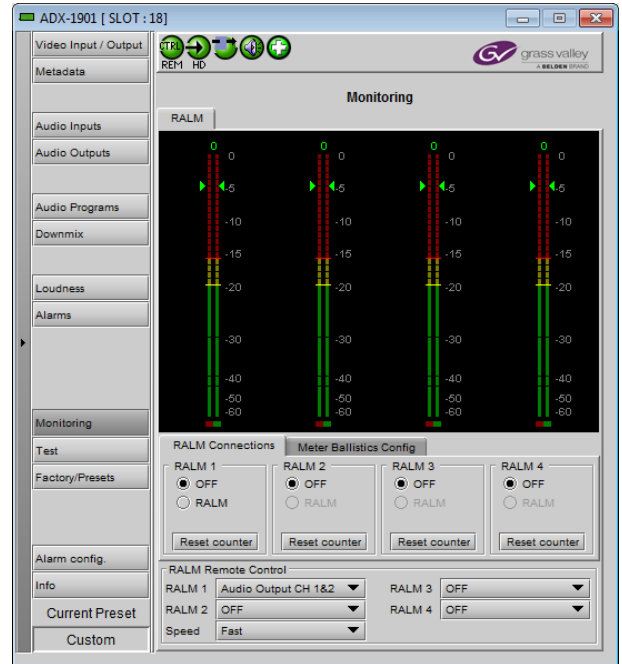 ADX-1901 [ SLOT : 18]
Video Input / Output
Metadata
Audio Inputs
Audio Outputs
Audio Programs
Downmix
Loudness
Alarms
Monitoring
Test
Factory/Presets
Alarm config.
Info
Current Preset
Custom
CTRL
REM HD
GV grass valley
A BELDEN BRAND
Monitoring
RALM
0 0 0 0
0 0 0 0
-5 -5 -5 -5
-10 -10 -10 -10
-15 -15 -15 -15
-20 -20 -20 -20
-30 -30 -30 -30
-40 -40 -40 -40
-50 -50 -50 -50
-60 -60 -60 -60
RALM Connections Meter Ballistics Config
RALM 1 RALM 2 RALM 3 RALM 4
OFF OFF OFF OFF
RALM RALM RALM RALM
Reset counter Reset counter Reset counter Reset counter
RALM Remote Control
RALM 1 Audio Output CH 1&2 RALM 3 OFF
RALM 2 OFF RALM 4 OFF
Speed Fast